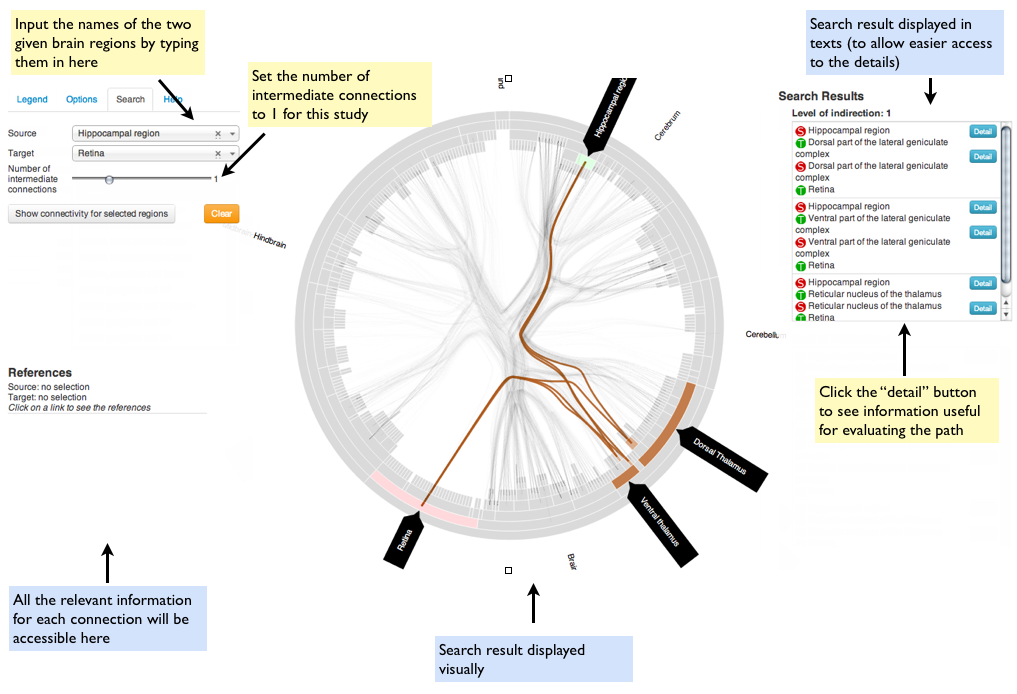 Input the names of the two
given brain regions by typing
them in here
Set the number of
intermediate connections
to 1 for this study
Search result displayed in
texts (to allow easier access
to the details)
Legend
Options
Search
Help
Source
Hippocampal region
Target
Retina
Number of
intermediate
connections
1
Show connectivity for selected regions
Clear
Hindbrain
Hippocampal region
Cerebrum
Search Results
Level of indirection: 1
S Hippocampal region
Detail
T Dorsal part of the lateral geniculate
complex
Detail
S Dorsal part of the lateral geniculate
complex
T Retina
S Hippocampal region
Detail
T Ventral part of the lateral geniculate
complex
Detail
S Ventral part of the lateral geniculate
complex
T Retina
S Hippocampal region
Detail
T Reticular nucleus of the thalamus
S Reticular nucleus of the thalamus
Detail
T Retina
Cerebellu
References
Source: no selection
Target: no selection
Click on a link to see the references
Click the “detail” button
to see information useful
for evaluating the path
Dorsal Thalamus
Ventral thalamus
Retina
Brair
All the relevant information
for each connection will be
accessible here
Search result displayed
visually